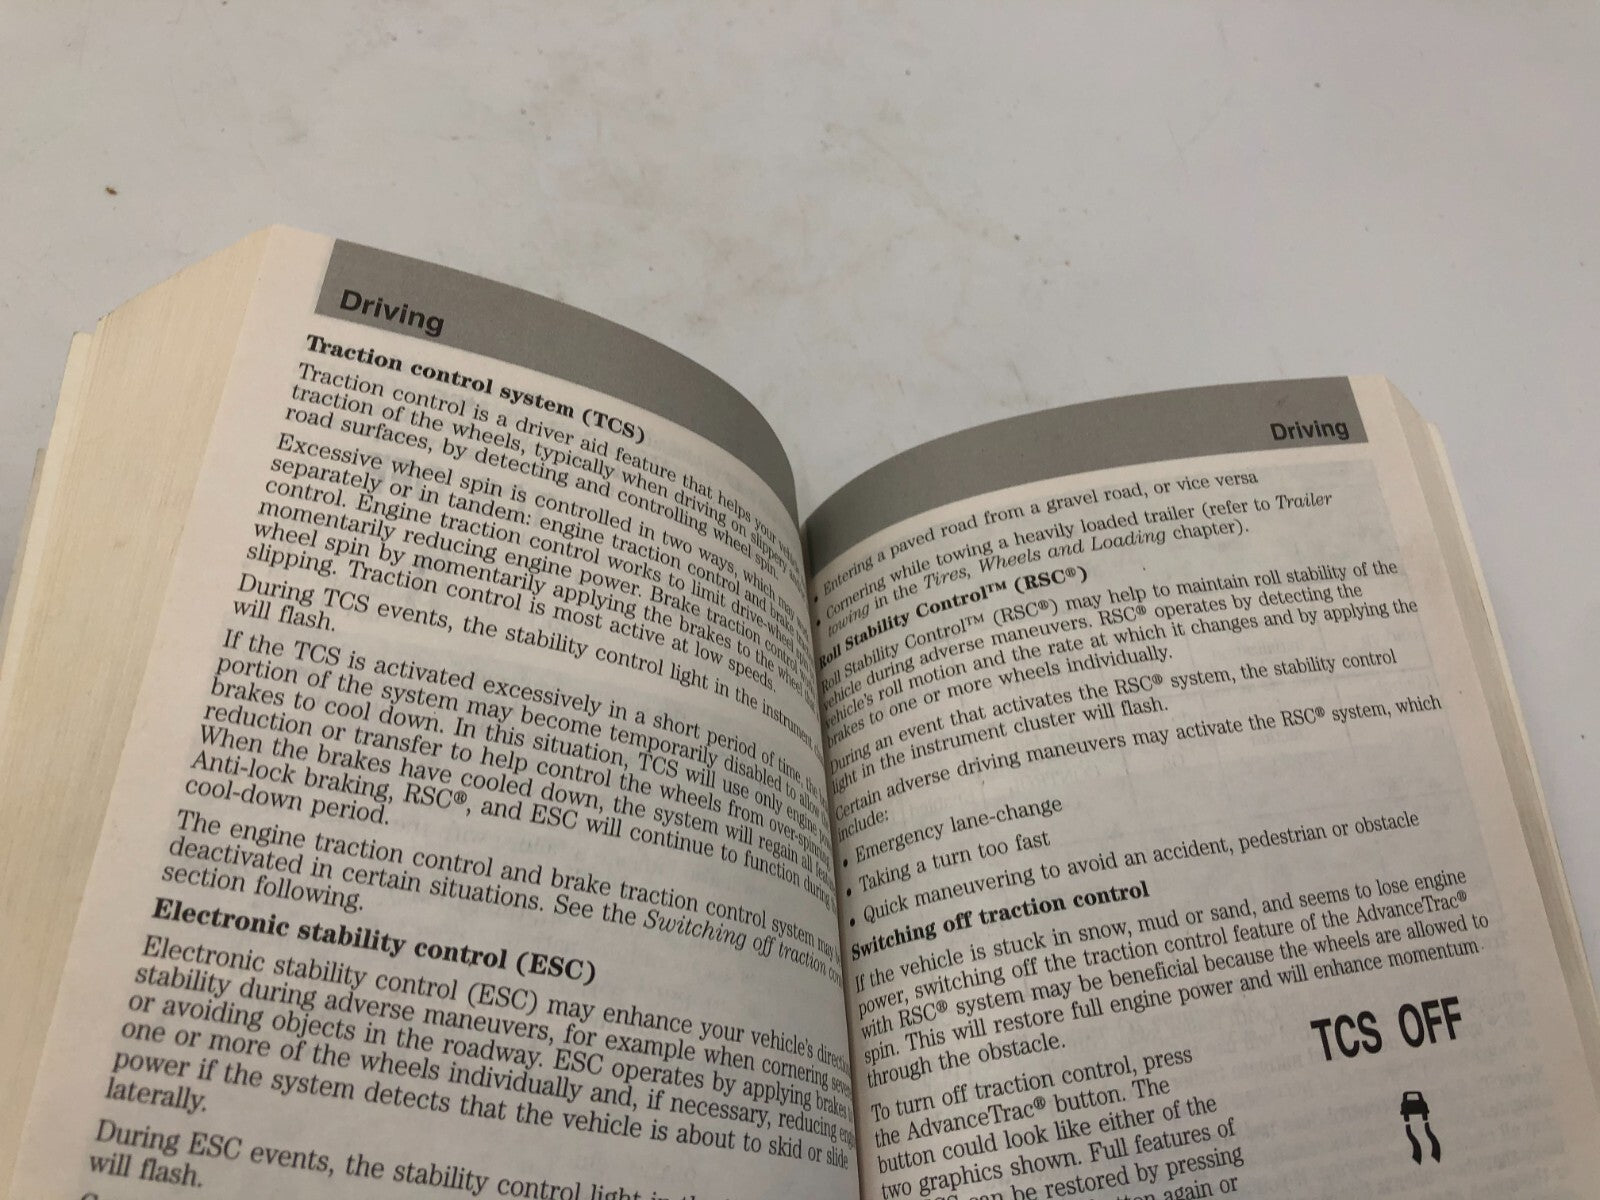 Driving
Traction control system (TCS)
Traction control is a driver aid feature that helps your vehicle
traction of the wheels, typically when driving on slippery and
road surfaces, by detecting and controlling wheel spin.
Excessive wheel spin is controlled in two ways, which may work
separately or in tandem: engine traction control and brake
control. Engine traction control works to limit drive-wheel spin by
momentarily reducing engine power. Brake traction control works
wheel spin by momentarily applying the brakes to the wheel that
slipping. Traction control is most active at low speeds.
During TCS events, the stability control light in the instrument
will flash.
If the TCS is activated excessively in a short period of time, the
portion of the system may become temporarily disabled to allow the
brakes to cool down. In this situation, TCS will use only engine
reduction or transfer to help control the wheels from over-spinning.
When the brakes have cooled down, the system will regain all
Anti-lock braking, RSC®, and ESC will continue to function during
cool-down period.
The engine traction control and brake traction control system may
deactivated in certain situations. See the Switching off traction
section following.
Electronic stability control (ESC)
Electronic stability control (ESC) may enhance your vehicle's
stability during adverse maneuvers, for example when cornering
or avoiding objects in the roadway. ESC operates by applying brakes
one or more of the wheels individually and, if necessary, reducing
power if the system detects that the vehicle is about to skid or slide
laterally.
During ESC events, the stability control light in
will flash.
Driving
• Entering a paved road from a gravel road, or vice versa
• Cornering while towing a heavily loaded trailer (refer to Trailer
towing in the Tires, Wheels and Loading chapter).
Roll Stability Control™ (RSC®)
Roll Stability Control™ (RSC®) may help to maintain roll stability of the
vehicle during adverse maneuvers. RSC® operates by detecting the
vehicle's roll motion and the rate at which it changes and by applying the
brakes to one or more wheels individually.
During an event that activates the RSC® system, the stability control
light in the instrument cluster will flash.
Certain adverse driving maneuvers may activate the RSC® system, which
include:
• Emergency lane-change
• Taking a turn too fast
• Quick maneuvering to avoid an accident, pedestrian or obstacle
Switching off traction control
If the vehicle is stuck in snow, mud or sand, and seems to lose engine
power, switching off the traction control feature of the AdvanceTrac®
with RSC® system may be beneficial because the wheels are allowed to
spin. This will restore full engine power and will enhance momentum
through the obstacle.
To turn off traction control, press
the AdvanceTrac® button. The
button could look like either of the
two graphics shown. Full features of
can be restored by pressing
again or
TCS OFF